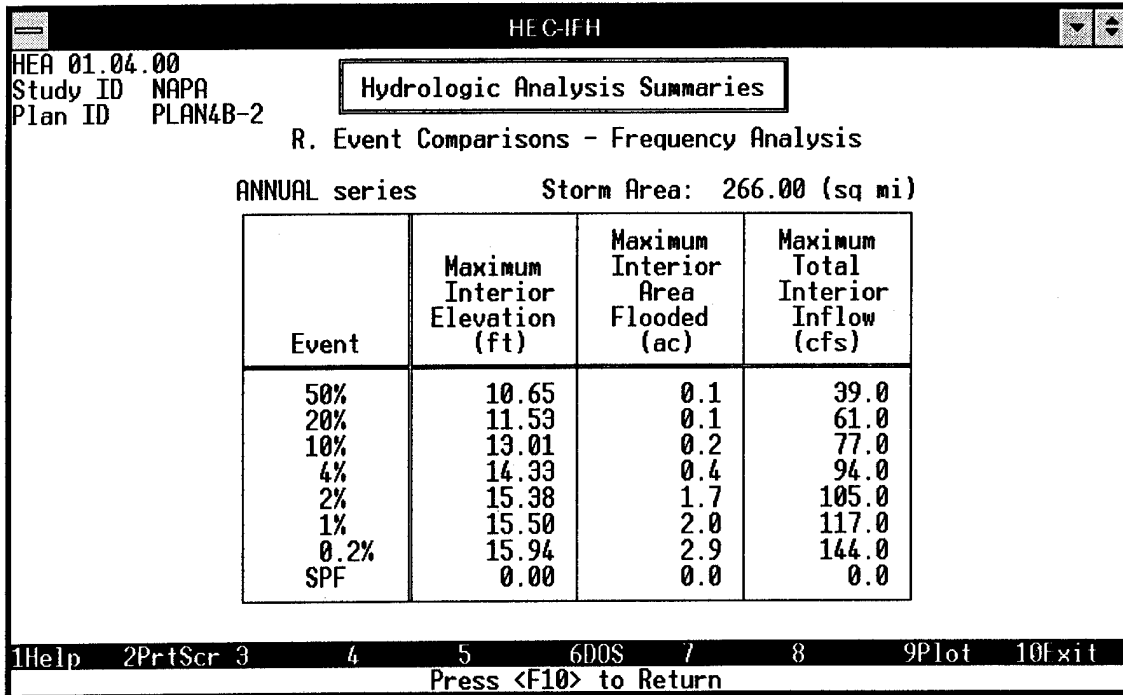 HEC-IFH
HEA 01.04.00
Study ID NAPA
Plan ID PLAN4B-2
Hydrologic Analysis Summaries
R. Event Comparisons - Frequency Analysis
ANNUAL series Storm Area: 266.00 (sq mi)
Event
Maximum
Interior
Elevation
(ft)
Maximum
Interior
Area
Flooded
(ac)
Maximum
Total
Interior
Inflow
(cfs)
50% 10.65 0.1 39.0
20% 11.53 0.1 61.0
10% 13.01 0.2 77.0
4% 14.33 0.4 94.0
2% 15.38 1.7 105.0
1% 15.50 2.0 117.0
0.2% 15.94 2.9 144.0
SPF 0.00 0.0 0.0
1Help 2PrtScr 3 4 5 6DOS 7 8 9Plot 10Exit
Press <F10> to Return